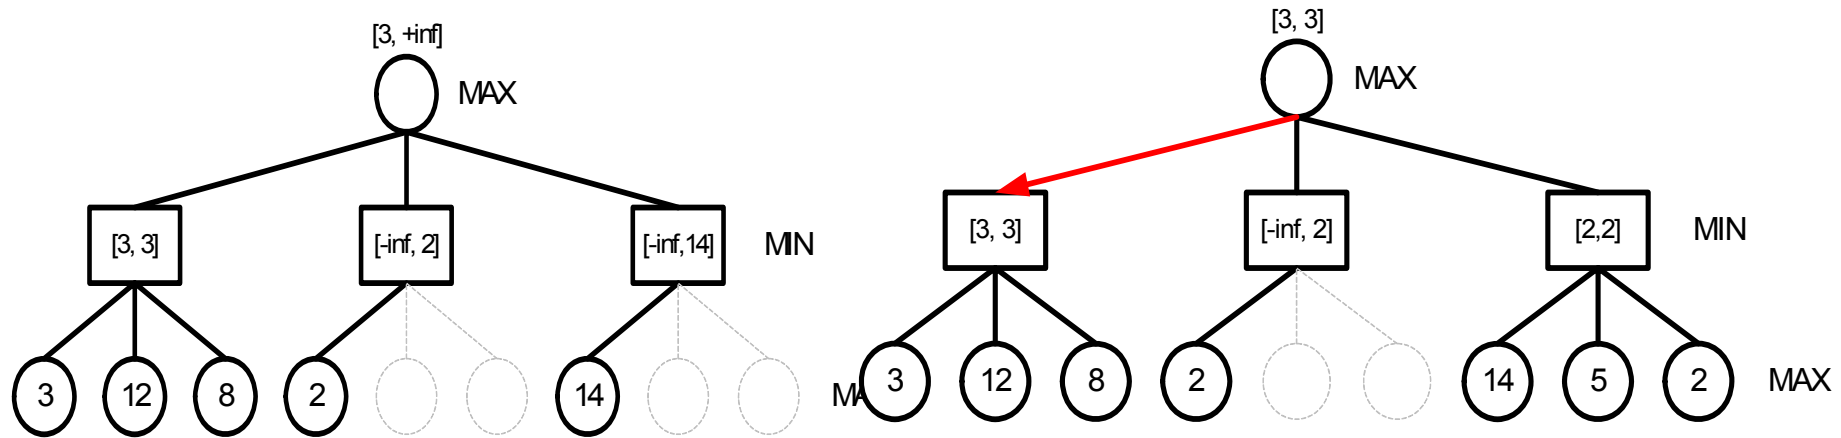 [3, +inf]
MAX
[3, 3]
[-inf, 2]
[-inf,14]
MIN
3
12
8
2
14
MA
[3, 3]
MAX
[3, 3]
[-inf, 2]
[2,2]
MIN
3
12
8
2
14
5
2
MAX